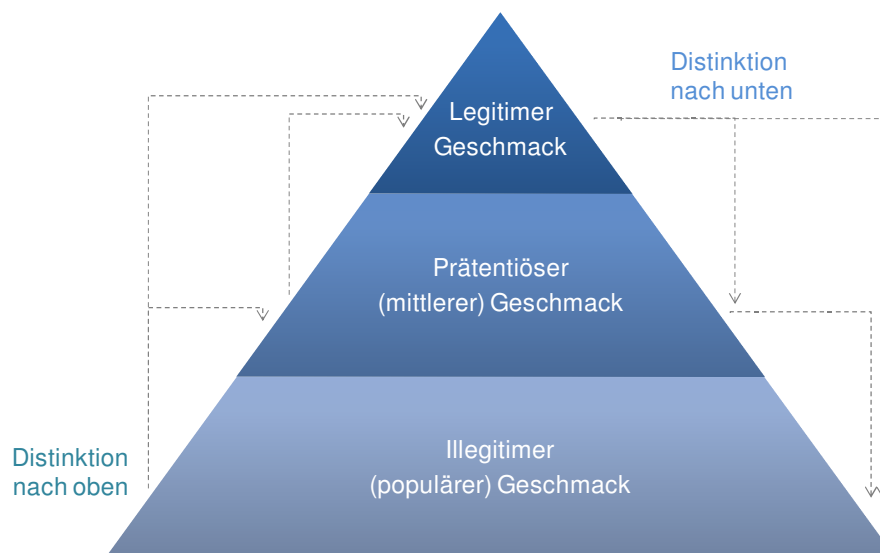 Distinktion
nach unten
Legitimer
Geschmack
Prätentiöser
(mittlerer) Geschmack
Illegitimer
(populärer) Geschmack
Distinktion
nach oben